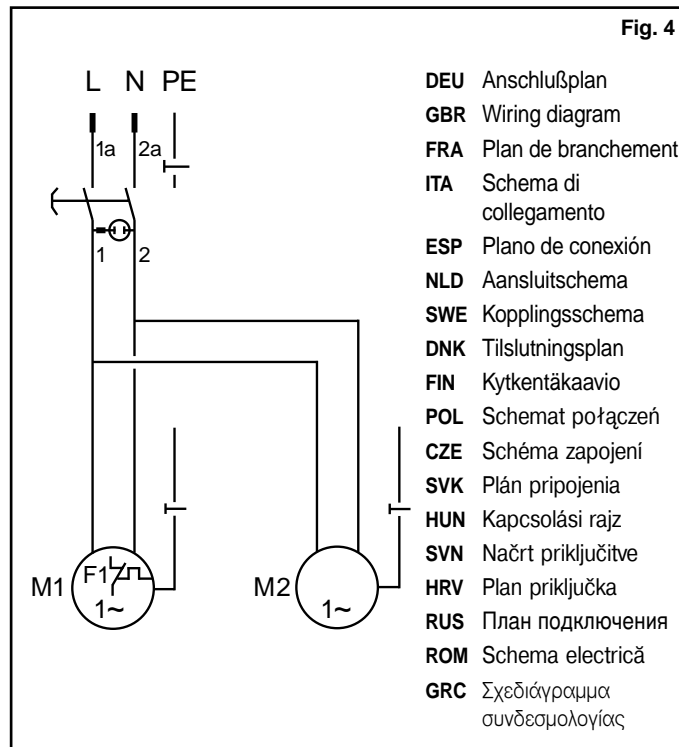 Fig. 4
L N PE
1a 2a
1 2
M1 F1 1~
M2 1~
DEU Anschlußplan
GBR Wiring diagram
FRA Plan de branchement
ITA Schema di
collegamento
ESP Plano de conexión
NLD Aansluitschema
SWE Kopplingsschema
DNK Tilslutningsplan
FIN Kytkentäkaavio
POL Schemat połączeń
CZE Schéma zapojení
SVK Plán pripojenia
HUN Kapcsolási rajz
SVN Načrt priključitve
HRV Plan priključka
RUS План подключения
ROM Schema electrică
GRC Σχεδιάγραμμα
συνδεσμολογίας